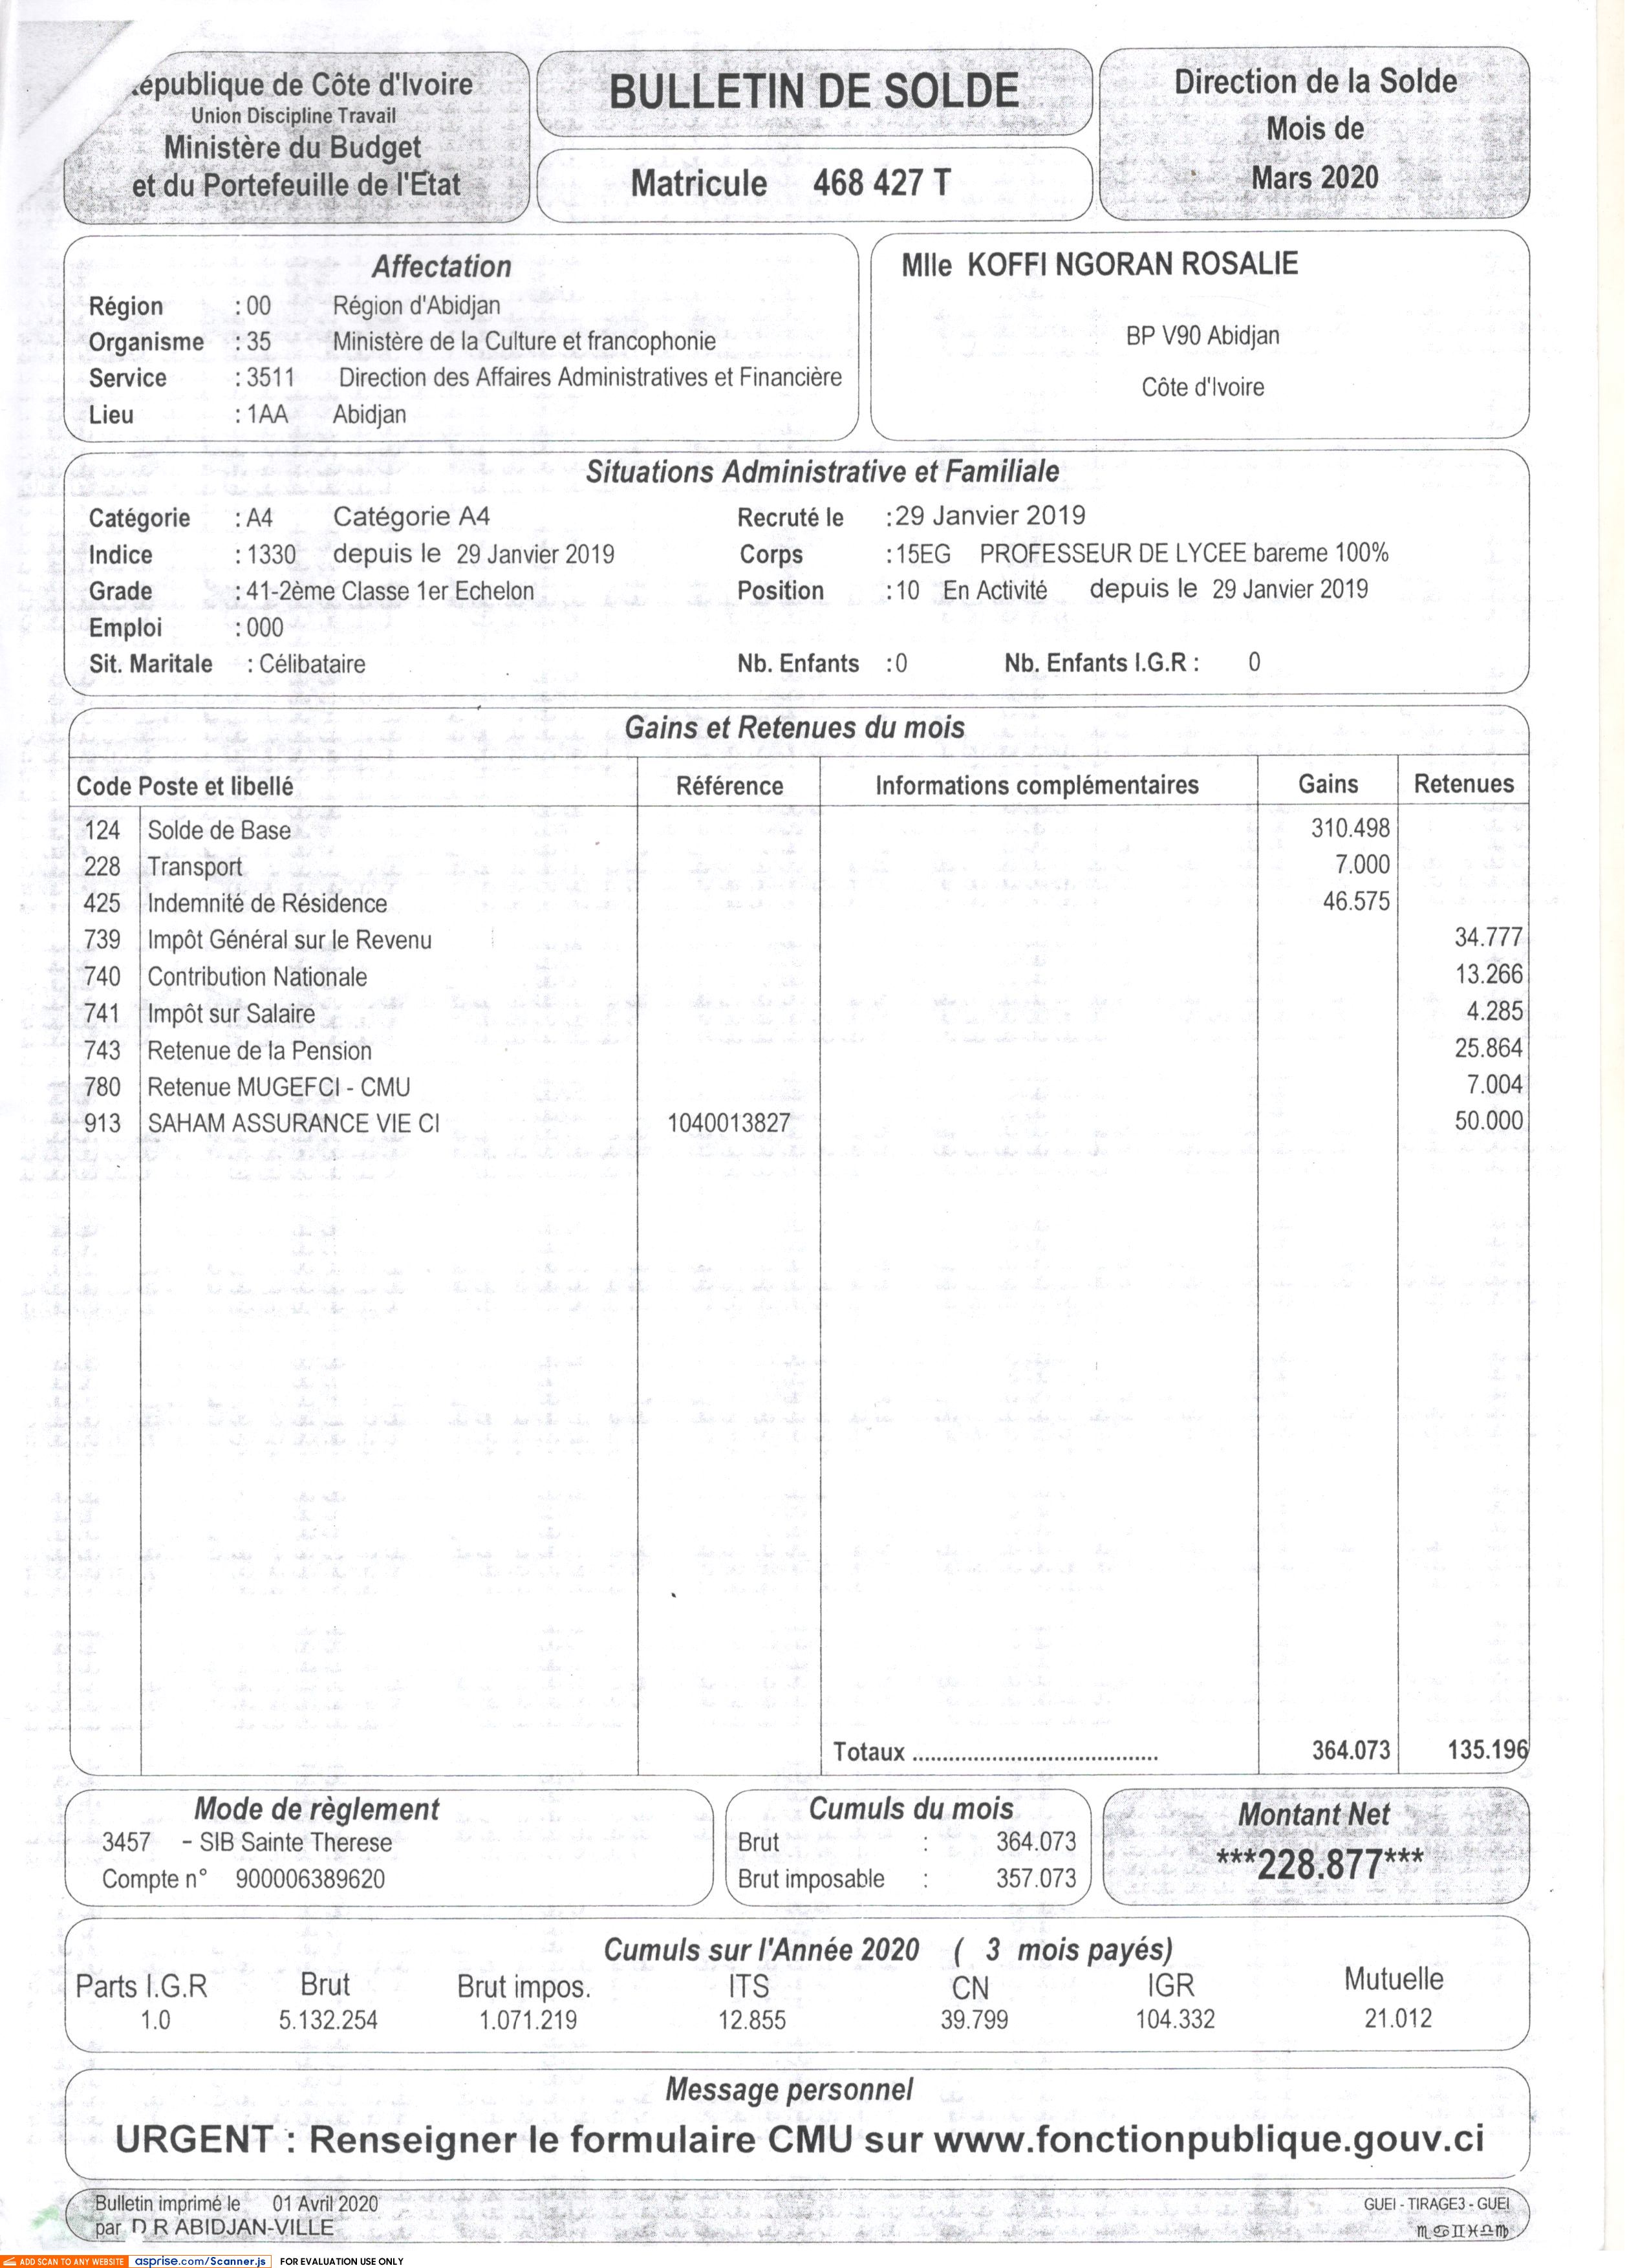 épublique de Côte d'Ivoire
Union Discipline Travail
Ministère du Budget
et du Portefeuille de l'Etat
BULLETIN DE SOLDE
Matricule 468 427 T
Direction de la Solde
Mois de
Mars 2020
Affectation
Région : 00 Région d'Abidjan
Organisme : 35 Ministère de la Culture et francophonie
Service : 3511 Direction des Affaires Administratives et Financière
Lieu : 1AA Abidjan
Mlle KOFFI NGORAN ROSALIE
BP V90 Abidjan
Côte d'Ivoire
Situations Administrative et Familiale
Catégorie : A4 Catégorie A4 Recruté le : 29 Janvier 2019
Indice : 1330 depuis le 29 Janvier 2019 Corps : 15EG PROFESSEUR DE LYCEE bareme 100%
Grade : 41-2ème Classe 1er Echelon Position : 10 En Activité depuis le 29 Janvier 2019
Emploi : 000
Sit. Maritale : Célibataire Nb. Enfants : 0 Nb. Enfants I.G.R : 0
Gains et Retenues du mois
Code Poste et libellé Référence Informations complémentaires Gains Retenues
124 Solde de Base 310.498
228 Transport 7.000
425 Indemnité de Résidence 46.575
739 Impôt Général sur le Revenu 34.777
740 Contribution Nationale 13.266
741 Impôt sur Salaire 4.285
743 Retenue de la Pension 25.864
780 Retenue MUGEFCI - CMU 7.004
913 SAHAM ASSURANCE VIE CI 1040013827 50.000
Totaux ........................................ 364.073 135.196
Mode de règlement
3457 - SIB Sainte Therese
Compte n° 900006389620
Cumuls du mois
Brut : 364.073
Brut imposable : 357.073
Montant Net
***228.877***
Cumuls sur l'Année 2020 ( 3 mois payés)
Parts I.G.R Brut Brut impos. ITS CN IGR Mutuelle
1.0 5.132.254 1.071.219 12.855 39.799 104.332 21.012
Message personnel
URGENT : Renseigner le formulaire CMU sur www.fonctionpublique.gouv.ci
Bulletin imprimé le 01 Avril 2020
par D R ABIDJAN-VILLE
GUEI - TIRAGE3 - GUEI
♏♋♊♓♎♍
ADD SCAN TO ANY WEBSITE asprise.com/Scanner.js FOR EVALUATION USE ONLY